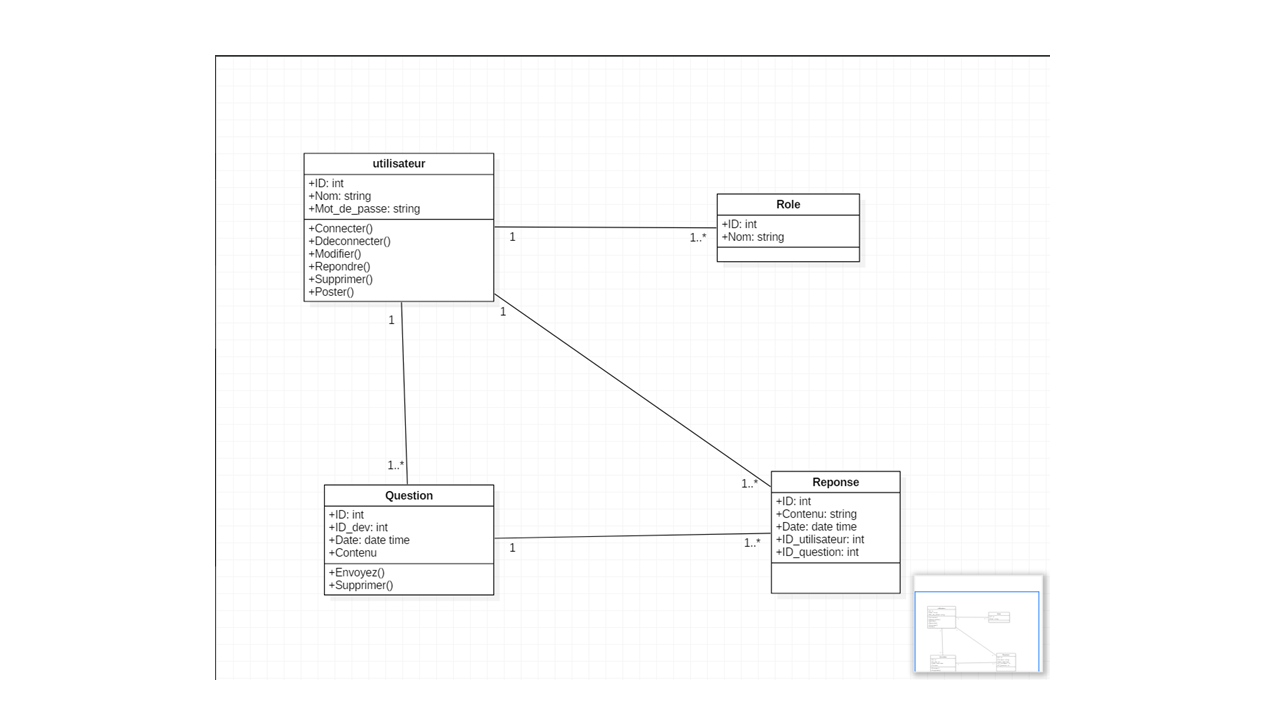 utilisateur
+ID: int
+Nom: string
+Mot_de_passe: string
+Connecter()
+Ddeconnecter()
+Modifier()
+Repondre()
+Supprimer()
+Poster()
Role
+ID: int
+Nom: string
1
1..*
1
1
1..*
1..*
Question
+ID: int
+ID_dev: int
+Date: date time
+Contenu
+Envoyez()
+Supprimer()
Reponse
+ID: int
+Contenu: string
+Date: date time
+ID_utilisateur: int
+ID_question: int
1
1..*